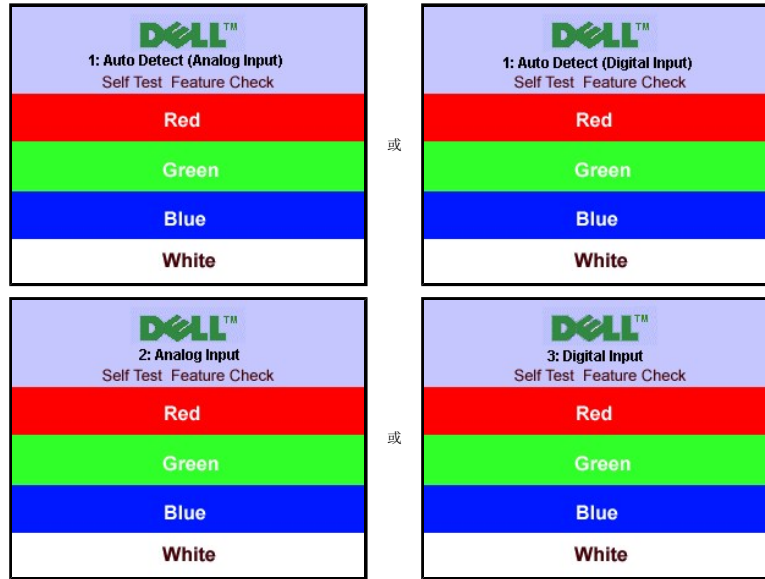 DELL™
1: Auto Detect (Analog Input)
Self Test Feature Check
Red
Green
Blue
White
或
DELL™
1: Auto Detect (Digital Input)
Self Test Feature Check
Red
Green
Blue
White
DELL™
2: Analog Input
Self Test Feature Check
Red
Green
Blue
White
或
DELL™
3: Digital Input
Self Test Feature Check
Red
Green
Blue
White